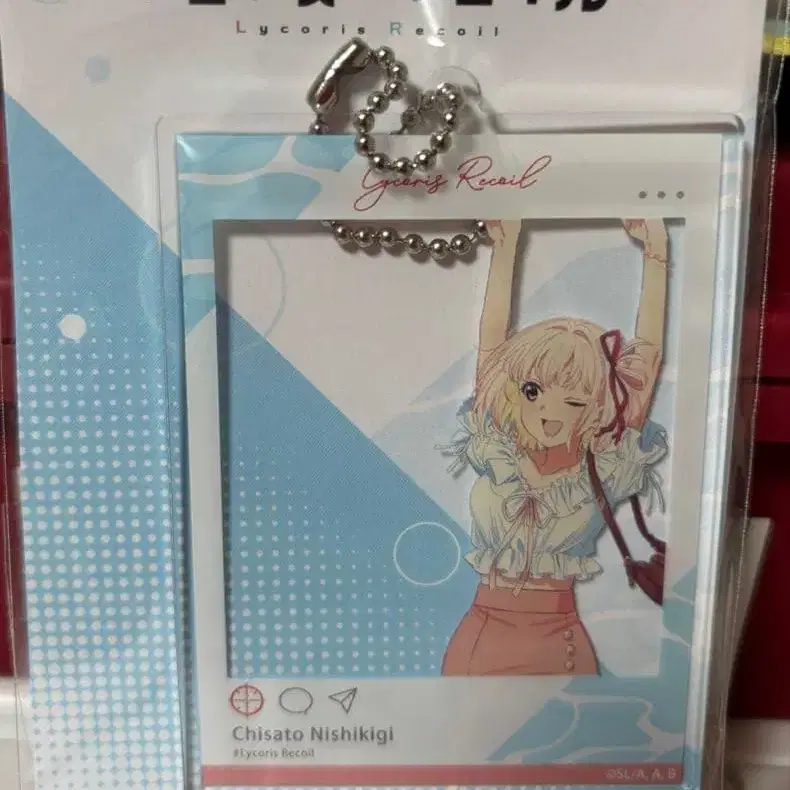 Lycoris Recoil
Lycoris Recoil
Chisato Nishikigi
#Lycoris Recoil
©SL/A, A, B